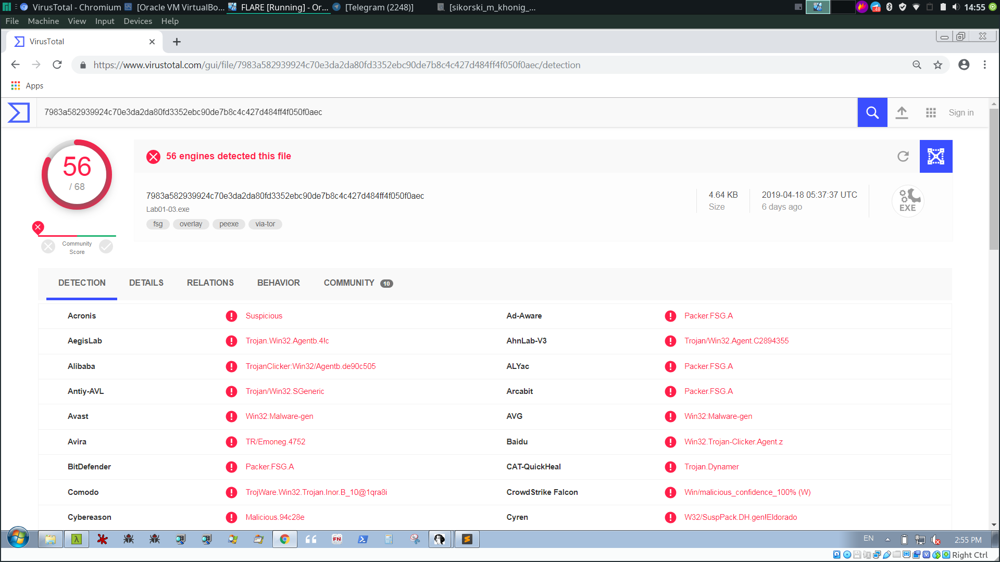 VirusTotal - Chromium [Oracle VM VirtualBo... FLARE [Running] - Or... [Telegram (2248)] [sikorski_m_khonig_... 48 14:55
File Machine View Input Devices Help
VirusTotal
https://www.virustotal.com/gui/file/7983a582939924c70e3da2da80fd3352ebc90de7b8c4c427d484ff4f050f0aec/detection
Apps
7983a582939924c70e3da2da80fd3352ebc90de7b8c4c427d484ff4f050f0aec Sign in
56
/ 68
56 engines detected this file
7983a582939924c70e3da2da80fd3352ebc90de7b8c4c427d484ff4f050f0aec
Lab01-03.exe
fsg overlay peexe via-tor
4.64 KB
Size
2019-04-18 05:37:37 UTC
6 days ago
EXE
Community
Score
DETECTION DETAILS RELATIONS BEHAVIOR COMMUNITY 10
Acronis Suspicious Ad-Aware Packer.FSG.A
AegisLab Trojan.Win32.Agentb.4!c AhnLab-V3 Trojan/Win32.Agent.C2894355
Alibaba TrojanClicker:Win32/Agentb.de90c505 ALYac Packer.FSG.A
Antiy-AVL Trojan/Win32.SGeneric Arcabit Packer.FSG.A
Avast Win32:Malware-gen AVG Win32:Malware-gen
Avira TR/Emoneg.4752 Baidu Win32.Trojan-Clicker.Agent.z
BitDefender Packer.FSG.A CAT-QuickHeal Trojan.Dynamer
Comodo TrojWare.Win32.Trojan.Inor.B_10@1qra8i CrowdStrike Falcon Win/malicious_confidence_100% (W)
Cybereason Malicious.94c28e Cyren W32/SuspPack.DH.gen!Eldorado
FN EN 2:55 PM
Right Ctrl